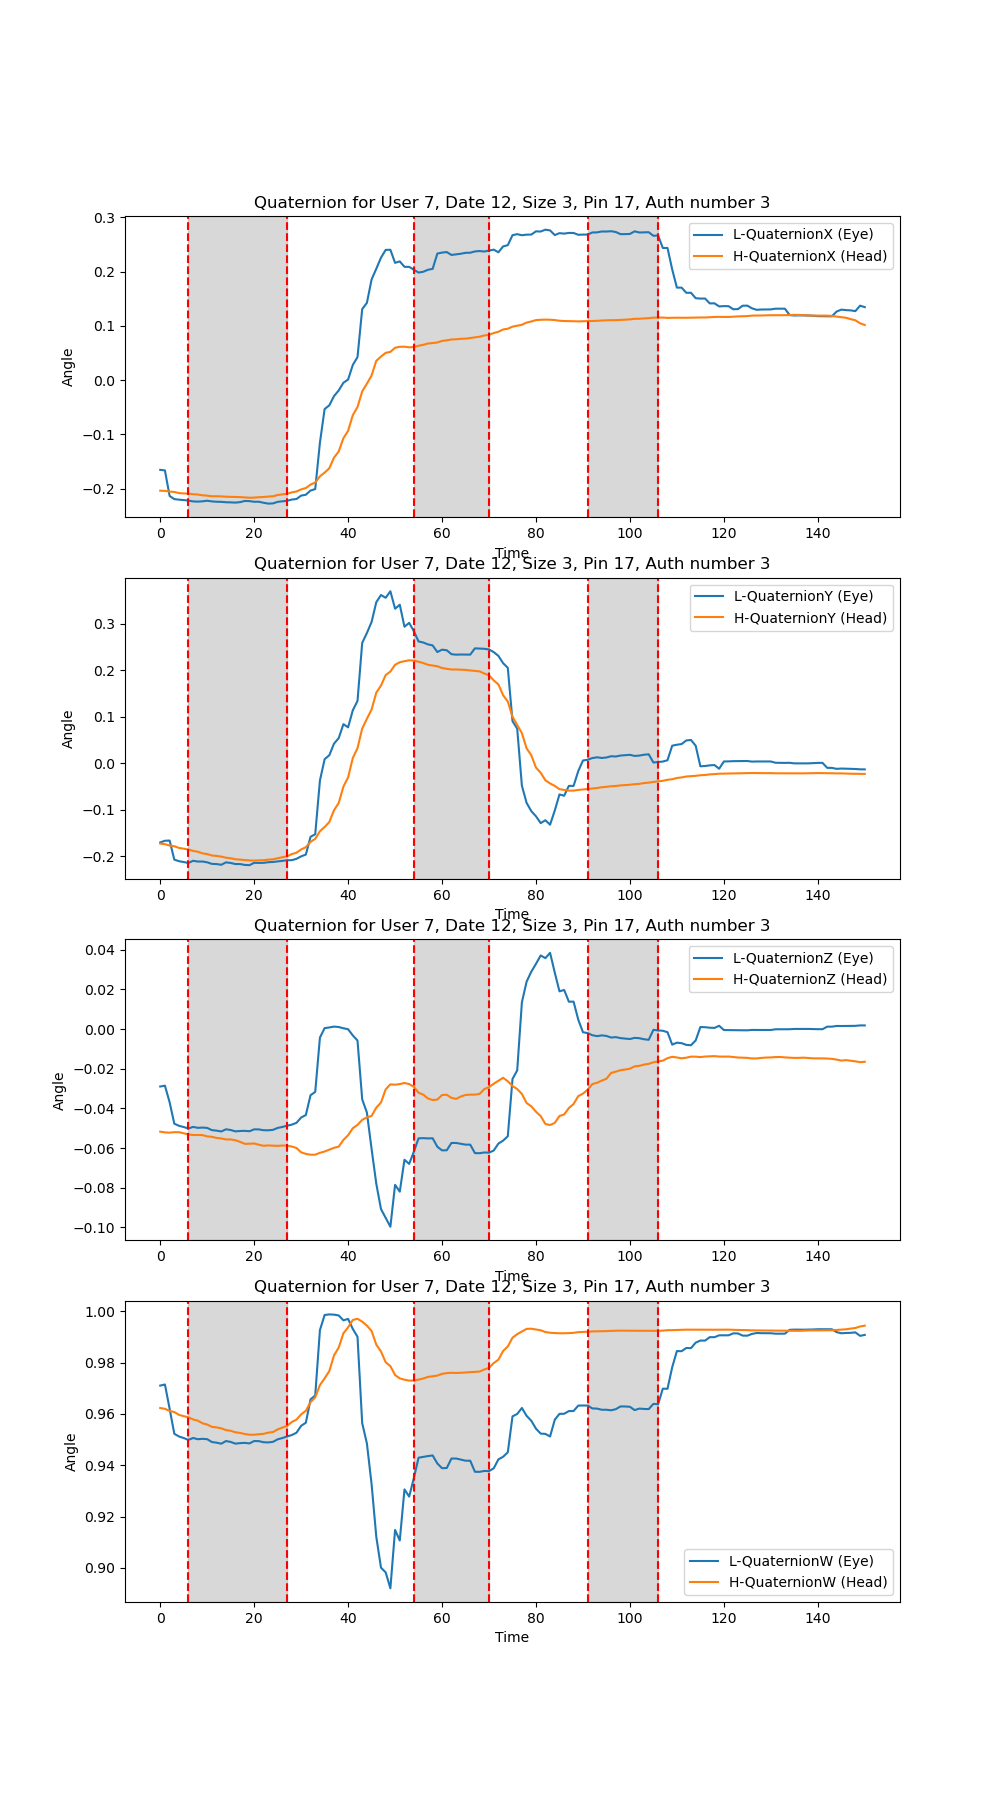 Quaternion for User 7, Date 12, Size 3, Pin 17, Auth number 3
0.3
0.2
0.1
0.0
−0.1
−0.2
Angle
L-QuaternionX (Eye)
H-QuaternionX (Head)
0 20 40 60 80 100 120 140
Time
Quaternion for User 7, Date 12, Size 3, Pin 17, Auth number 3
0.3
0.2
0.1
0.0
−0.1
−0.2
Angle
L-QuaternionY (Eye)
H-QuaternionY (Head)
0 20 40 60 80 100 120 140
Time
Quaternion for User 7, Date 12, Size 3, Pin 17, Auth number 3
0.04
0.02
0.00
−0.02
−0.04
−0.06
−0.08
−0.10
Angle
L-QuaternionZ (Eye)
H-QuaternionZ (Head)
0 20 40 60 80 100 120 140
Time
Quaternion for User 7, Date 12, Size 3, Pin 17, Auth number 3
1.00
0.98
0.96
0.94
0.92
0.90
Angle
L-QuaternionW (Eye)
H-QuaternionW (Head)
0 20 40 60 80 100 120 140
Time